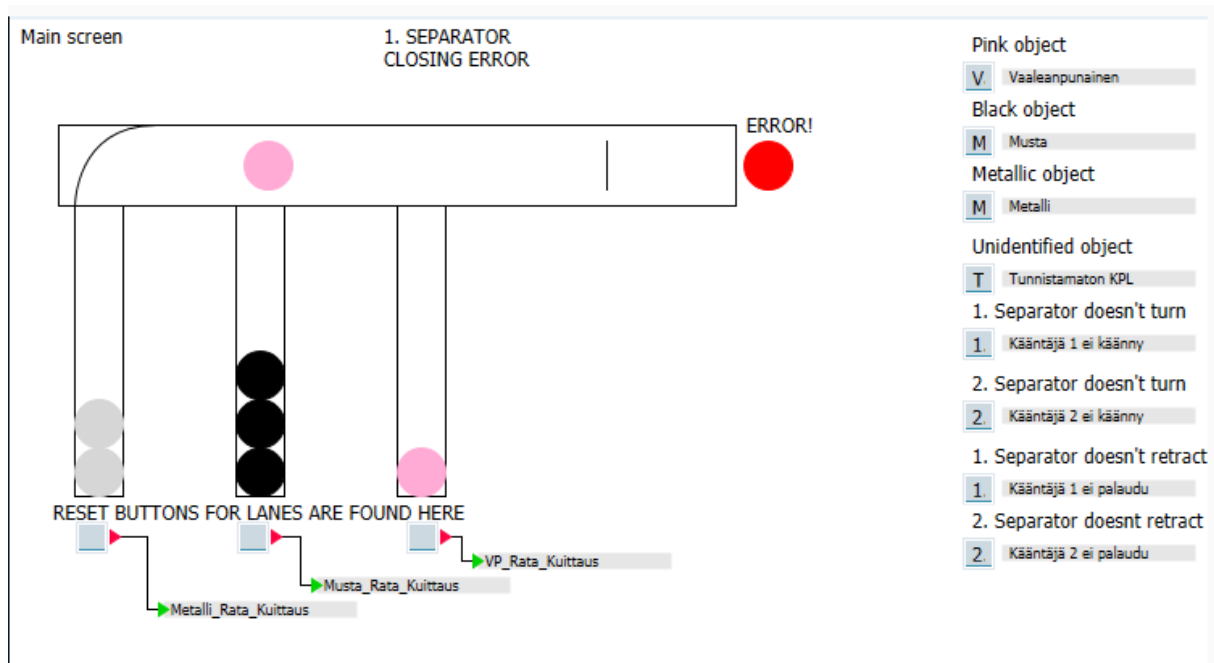 Main screen
1. SEPARATOR
CLOSING ERROR
ERROR!
RESET BUTTONS FOR LANES ARE FOUND HERE
VP_Rata_Kuittaus
Musta_Rata_Kuittaus
Metalli_Rata_Kuittaus
Pink object
V. Vaaleanpunainen
Black object
M Musta
Metallic object
M Metalli
Unidentified object
T Tunnistamaton KPL
1. Separator doesn't turn
1. Kääntäjä 1 ei käänny
2. Separator doesn't turn
2. Kääntäjä 2 ei käänny
1. Separator doesn't retract
1. Kääntäjä 1 ei palaudu
2. Separator doesnt retract
2. Kääntäjä 2 ei palaudu